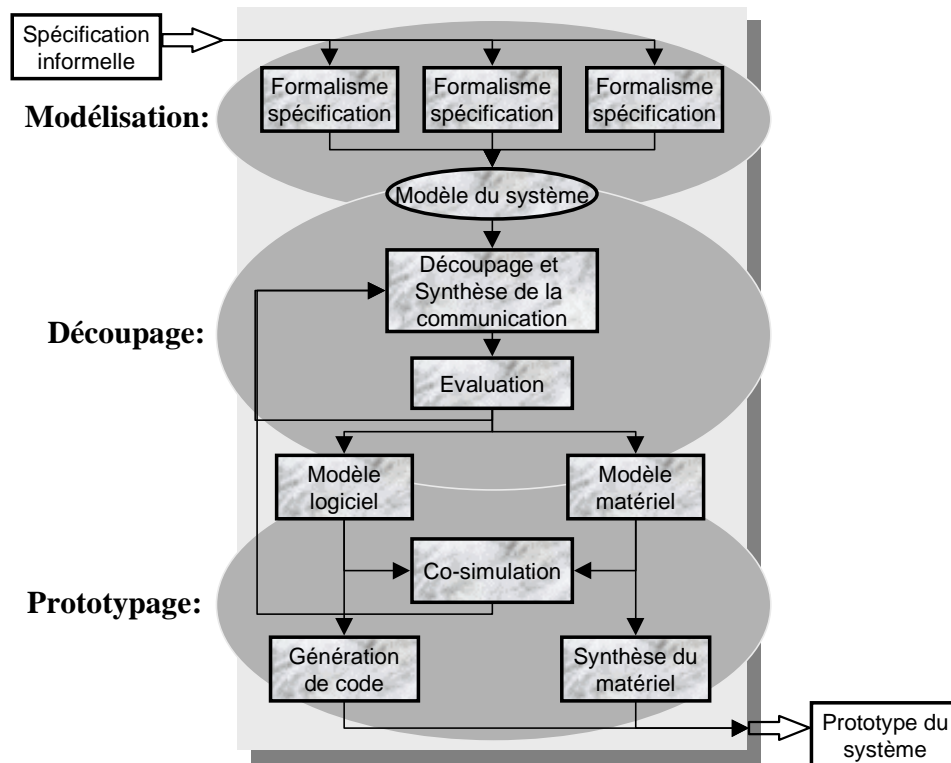 Spécification
informelle
Formalisme
spécification
Formalisme
spécification
Formalisme
spécification
Modélisation:
Modèle du système
Découpage et
Synthèse de la
communication
Découpage:
Evaluation
Modèle
logiciel
Modèle
matériel
Co-simulation
Prototypage:
Génération
de code
Synthèse du
matériel
Prototype du
système